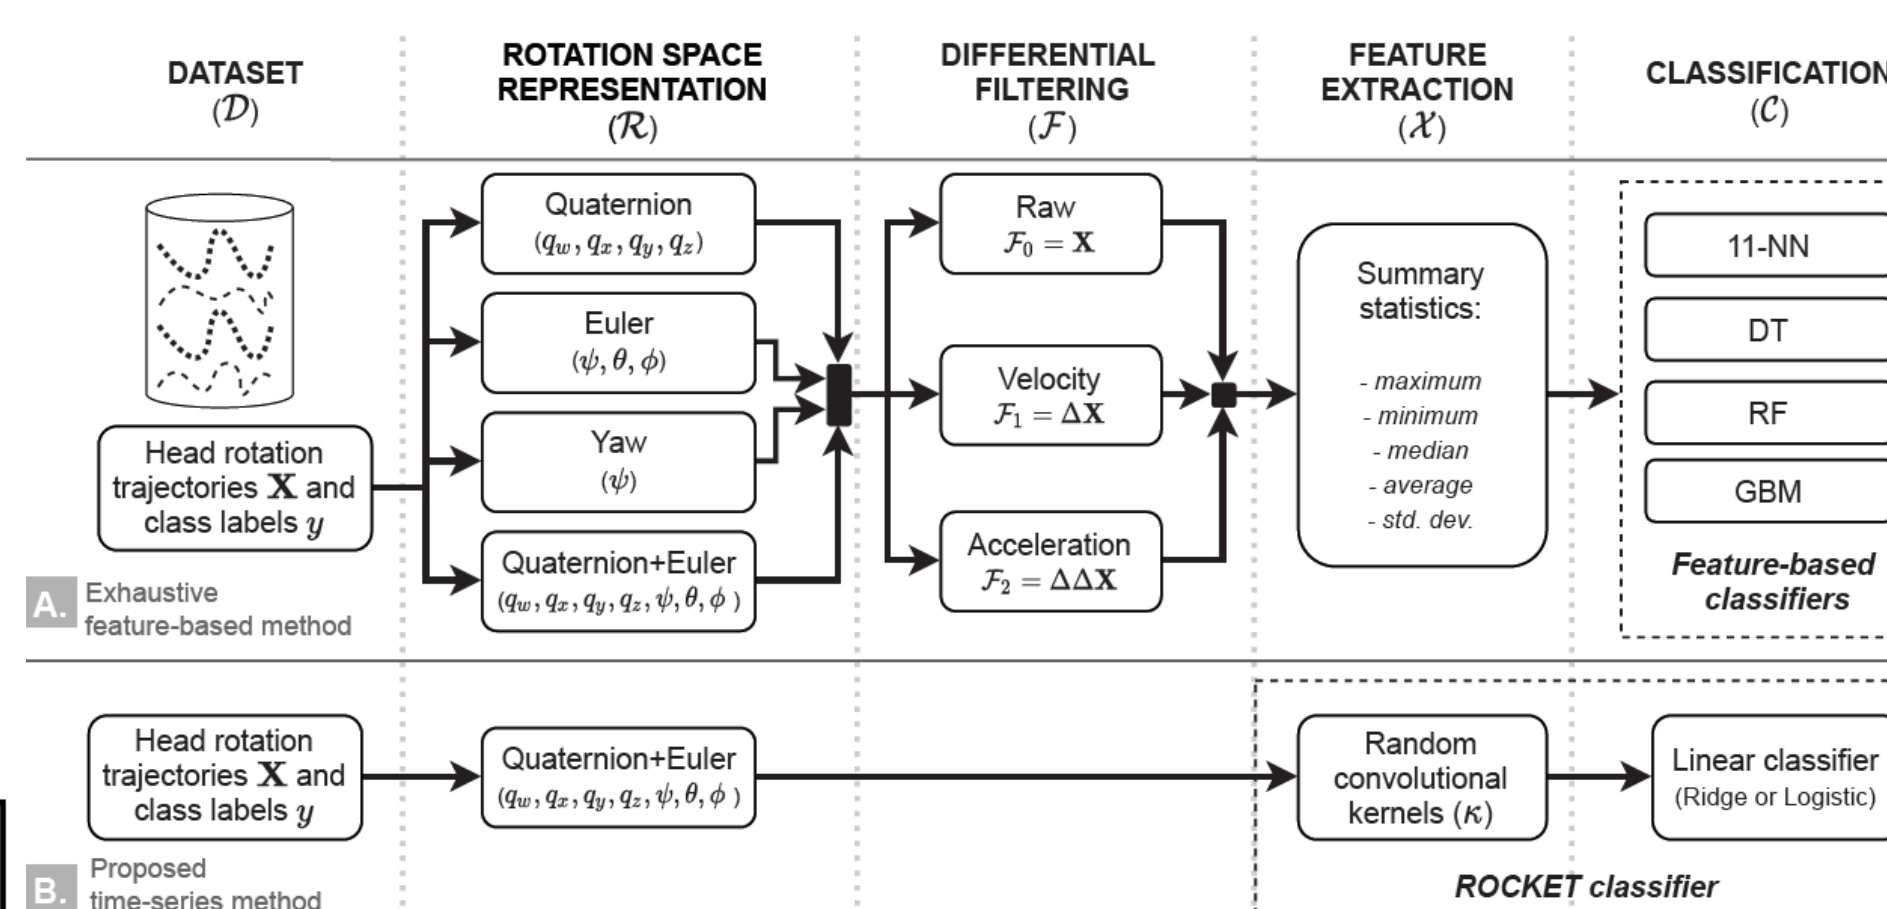 DATASET
(𝒟)
ROTATION SPACE
REPRESENTATION
(ℛ)
DIFFERENTIAL
FILTERING
(ℱ)
FEATURE
EXTRACTION
(𝒳)
CLASSIFICATION
(𝒞)
Head rotation
trajectories X and
class labels y
A.
Exhaustive
feature-based method
Quaternion
(q_w, q_x, q_y, q_z)
Euler
(ψ, θ, ϕ)
Yaw
(ψ)
Quaternion+Euler
(q_w, q_x, q_y, q_z, ψ, θ, ϕ )
Raw
ℱ₀ = X
Velocity
ℱ₁ = ΔX
Acceleration
ℱ₂ = ΔΔX
Summary
statistics:
- maximum
- minimum
- median
- average
- std. dev.
11-NN
DT
RF
GBM
Feature-based
classifiers
Head rotation
trajectories X and
class labels y
B.
Proposed
time-series method
Quaternion+Euler
(q_w, q_x, q_y, q_z, ψ, θ, ϕ )
Random
convolutional
kernels (κ)
Linear classifier
(Ridge or Logistic)
ROCKET classifier